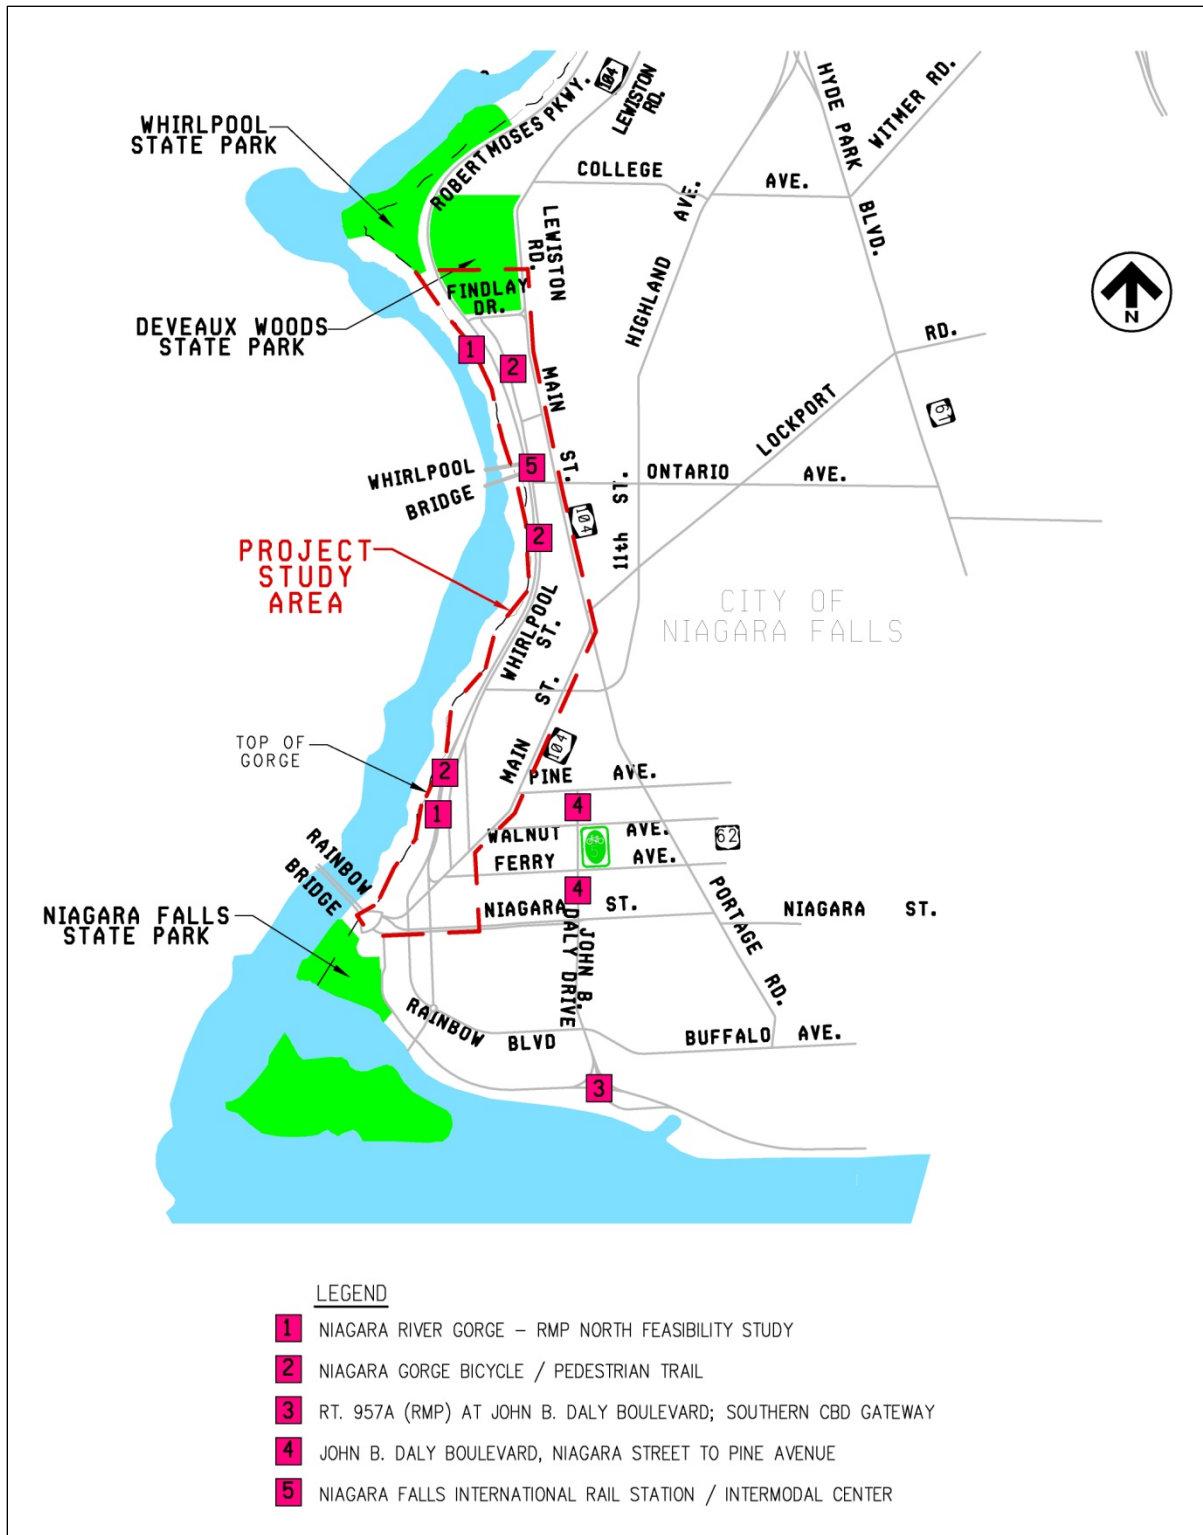 WHIRLPOOL
STATE PARK
ROBERT MOSES PKWY.
104
LEWISTON
RD.
HYDE PARK
BLVD.
WITMER RD.
COLLEGE
AVE.
LEWISTON
RD.
HIGHLAND
AVE.
N
FINDLAY
DR.
DEVEAUX WOODS
STATE PARK
1
2
MAIN
ST.
LOCKPORT
RD.
61
WHIRLPOOL
BRIDGE
5
ONTARIO
AVE.
104
2
11th ST.
PROJECT
STUDY
AREA
CITY OF
NIAGARA FALLS
WHIRLPOOL
ST.
TOP OF
GORGE
MAIN
ST.
104
2
1
PINE
AVE.
4
WALNUT
AVE.
5
62
FERRY
AVE.
4
RAINBOW
BRIDGE
NIAGARA FALLS
STATE PARK
NIAGARA
ST.
NIAGARA
ST.
PORTAGE
RD.
JOHN B.
DALY DRIVE
RAINBOW
BLVD
BUFFALO
AVE.
3
LEGEND
1 NIAGARA RIVER GORGE – RMP NORTH FEASIBILITY STUDY
2 NIAGARA GORGE BICYCLE / PEDESTRIAN TRAIL
3 RT. 957A (RMP) AT JOHN B. DALY BOULEVARD; SOUTHERN CBD GATEWAY
4 JOHN B. DALY BOULEVARD, NIAGARA STREET TO PINE AVENUE
5 NIAGARA FALLS INTERNATIONAL RAIL STATION / INTERMODAL CENTER